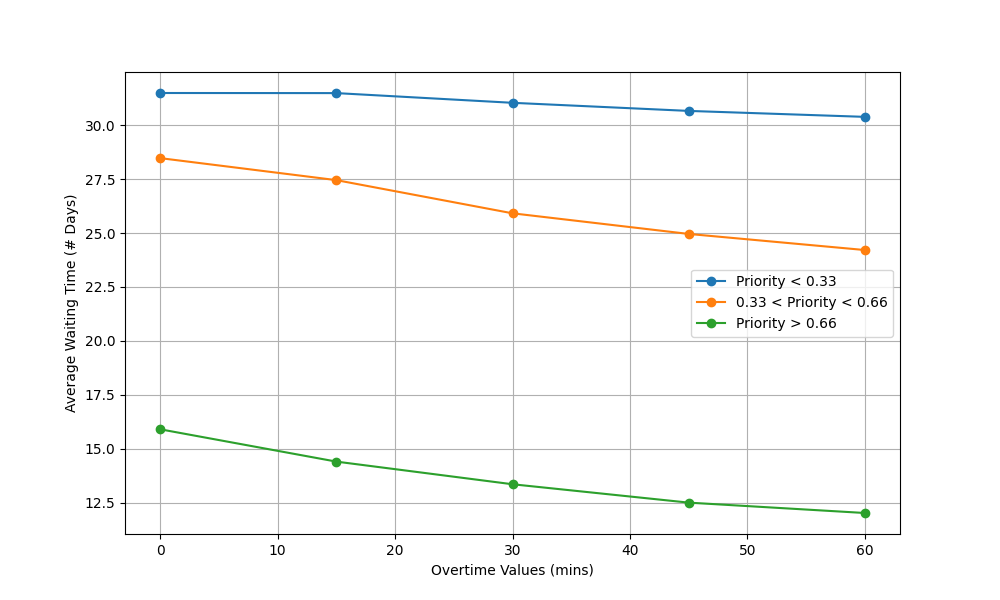 30.0
27.5
25.0
22.5
20.0
17.5
15.0
12.5
Average Waiting Time (# Days)
Priority < 0.33
0.33 < Priority < 0.66
Priority > 0.66
0 10 20 30 40 50 60
Overtime Values (mins)